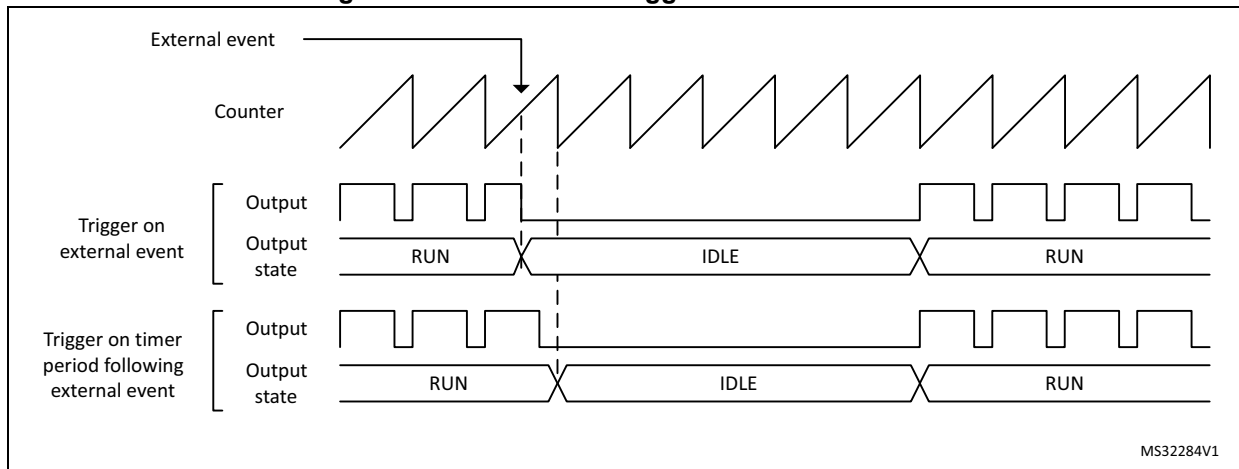 External event
Counter
Trigger on
external event
Output
Output
state
RUN
IDLE
RUN
Trigger on timer
period following
external event
Output
Output
state
RUN
IDLE
RUN
MS32284V1